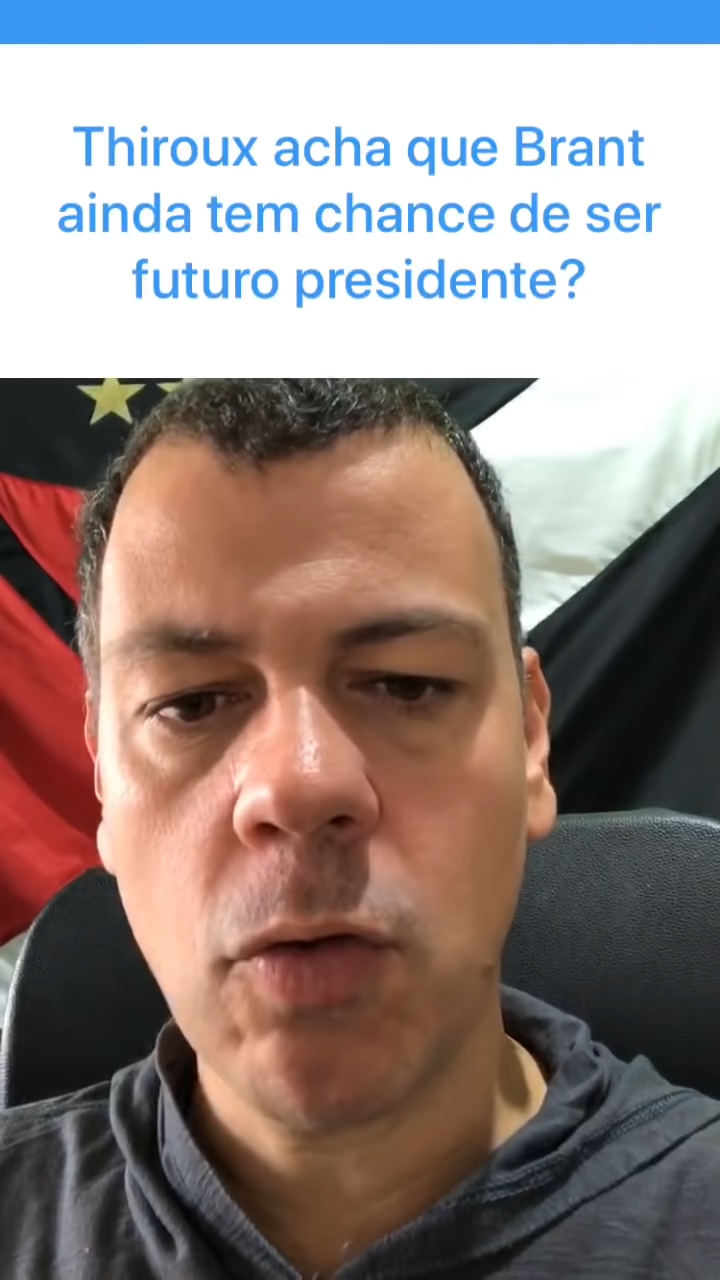 Thiroux acha que Brant
ainda tem chance de ser
futuro presidente?